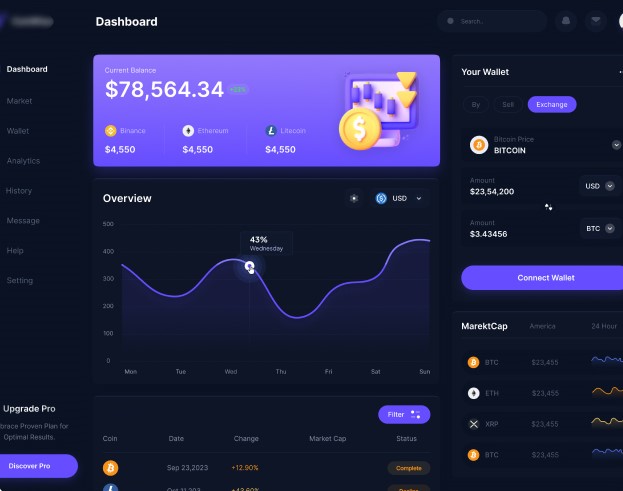 Dashboard
Search...
Dashboard
Market
Wallet
Analytics
History
Message
Help
Setting
Upgrade Pro
brace Proven Plan for
Optimal Results.
Discover Pro
Current Balance
$78,564.34
Binance
Ethereum
Litecoin
$4,550
$4,550
$4,550
Overview
USD
500
400
300
200
100
0
43%
Wednesday
Mon
Tue
Wed
Thu
Fri
Sat
Sun
Filter
Coin
Date
Change
Market Cap
Status
Sep 23,2023
+12.90%
Complete
Your Wallet
By
Sell
Exchange
Bitcoin Price
BITCOIN
Amount
$23,54,200
USD
Amount
$3.43456
BTC
Connect Wallet
MarektCap
America
24 Hour
BTC
$23,455
ETH
$23,455
XRP
$23,455
BTC
$23,455